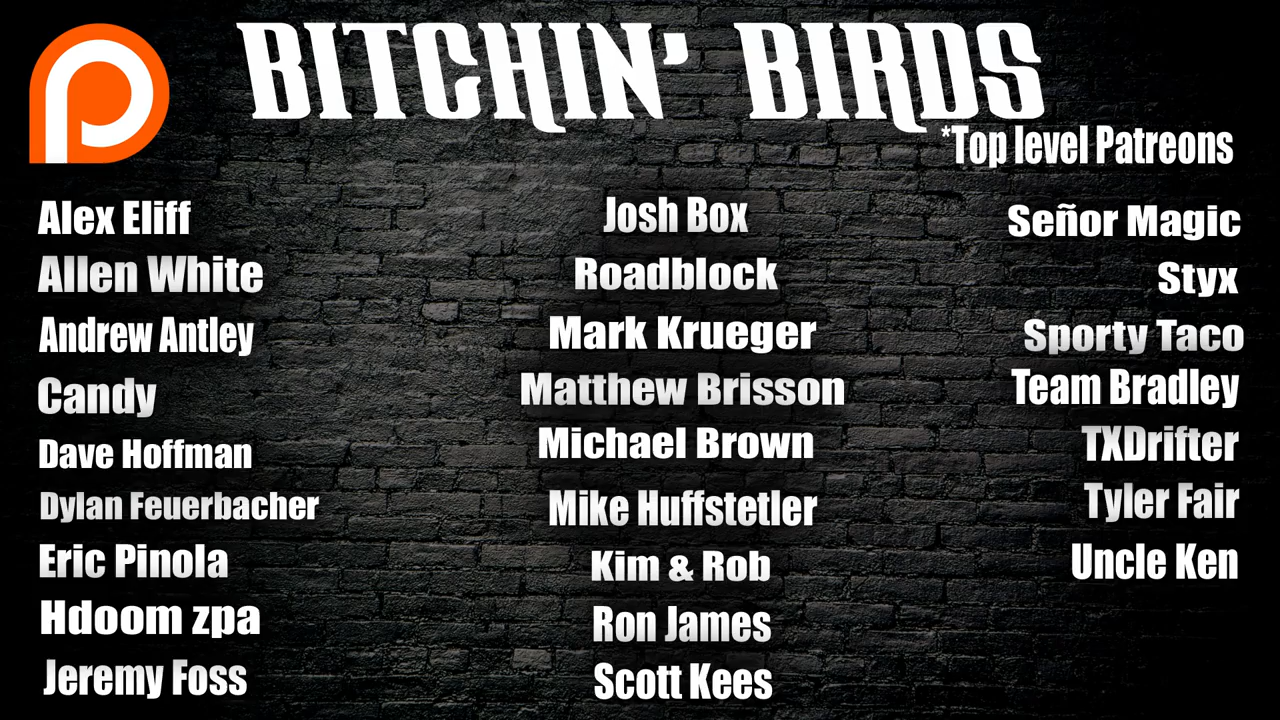 BITCHIN' BIRDS
*Top level Patreons
Alex Eliff
Allen White
Andrew Antley
Candy
Dave Hoffman
Dylan Feuerbacher
Eric Pinola
Hdoom zpa
Jeremy Foss
Josh Box
Roadblock
Mark Krueger
Matthew Brisson
Michael Brown
Mike Huffstetler
Kim & Rob
Ron James
Scott Kees
Señor Magic
Styx
Sporty Taco
Team Bradley
TXDrifter
Tyler Fair
Uncle Ken